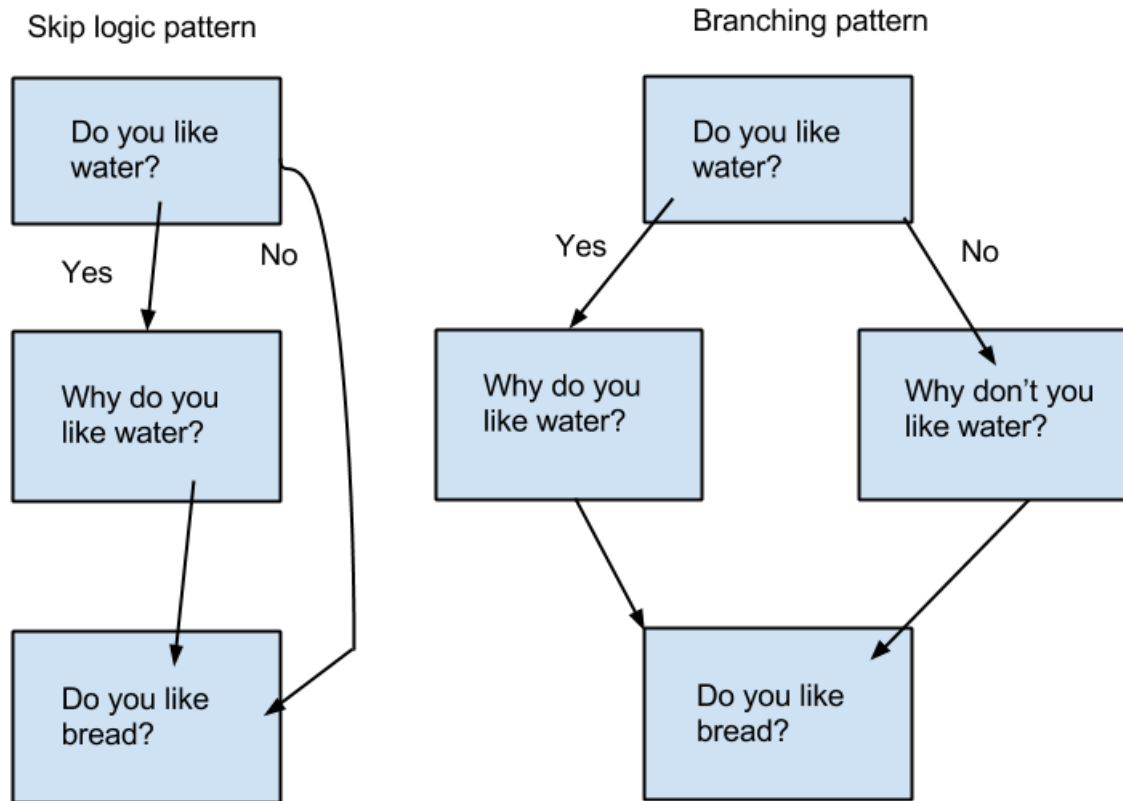 Skip logic pattern
Do you like
water?
Yes
No
Why do you
like water?
Do you like
bread?
Branching pattern
Do you like
water?
Yes
No
Why do you
like water?
Why don’t you
like water?
Do you like
bread?